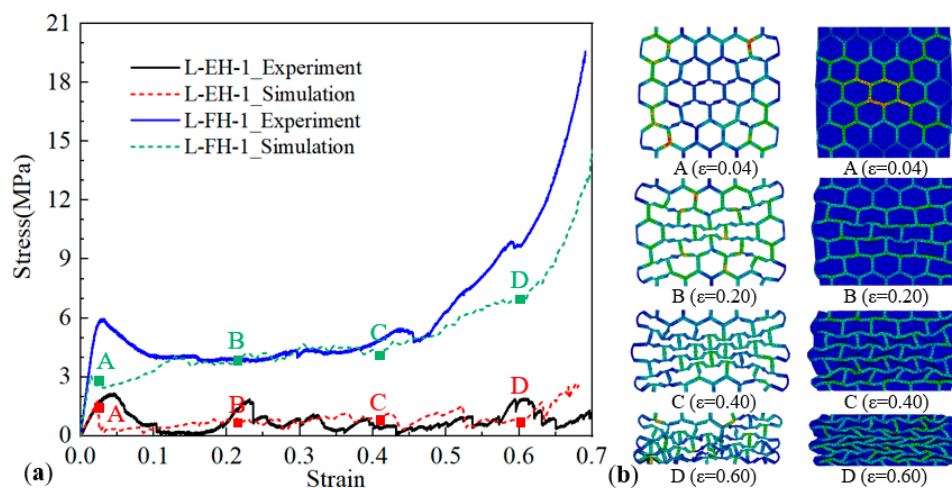 21
18
15
12
9
6
3
0
Stress(MPa)
L-EH-1_Experiment
L-EH-1_Simulation
L-FH-1_Experiment
L-FH-1_Simulation
A
B
C
D
A
B
C
D
0.0 0.1 0.2 0.3 0.4 0.5 0.6 0.7
Strain
(a)
A (ε=0.04) A (ε=0.04)
B (ε=0.20) B (ε=0.20)
C (ε=0.40) C (ε=0.40)
D (ε=0.60) D (ε=0.60)
(b)